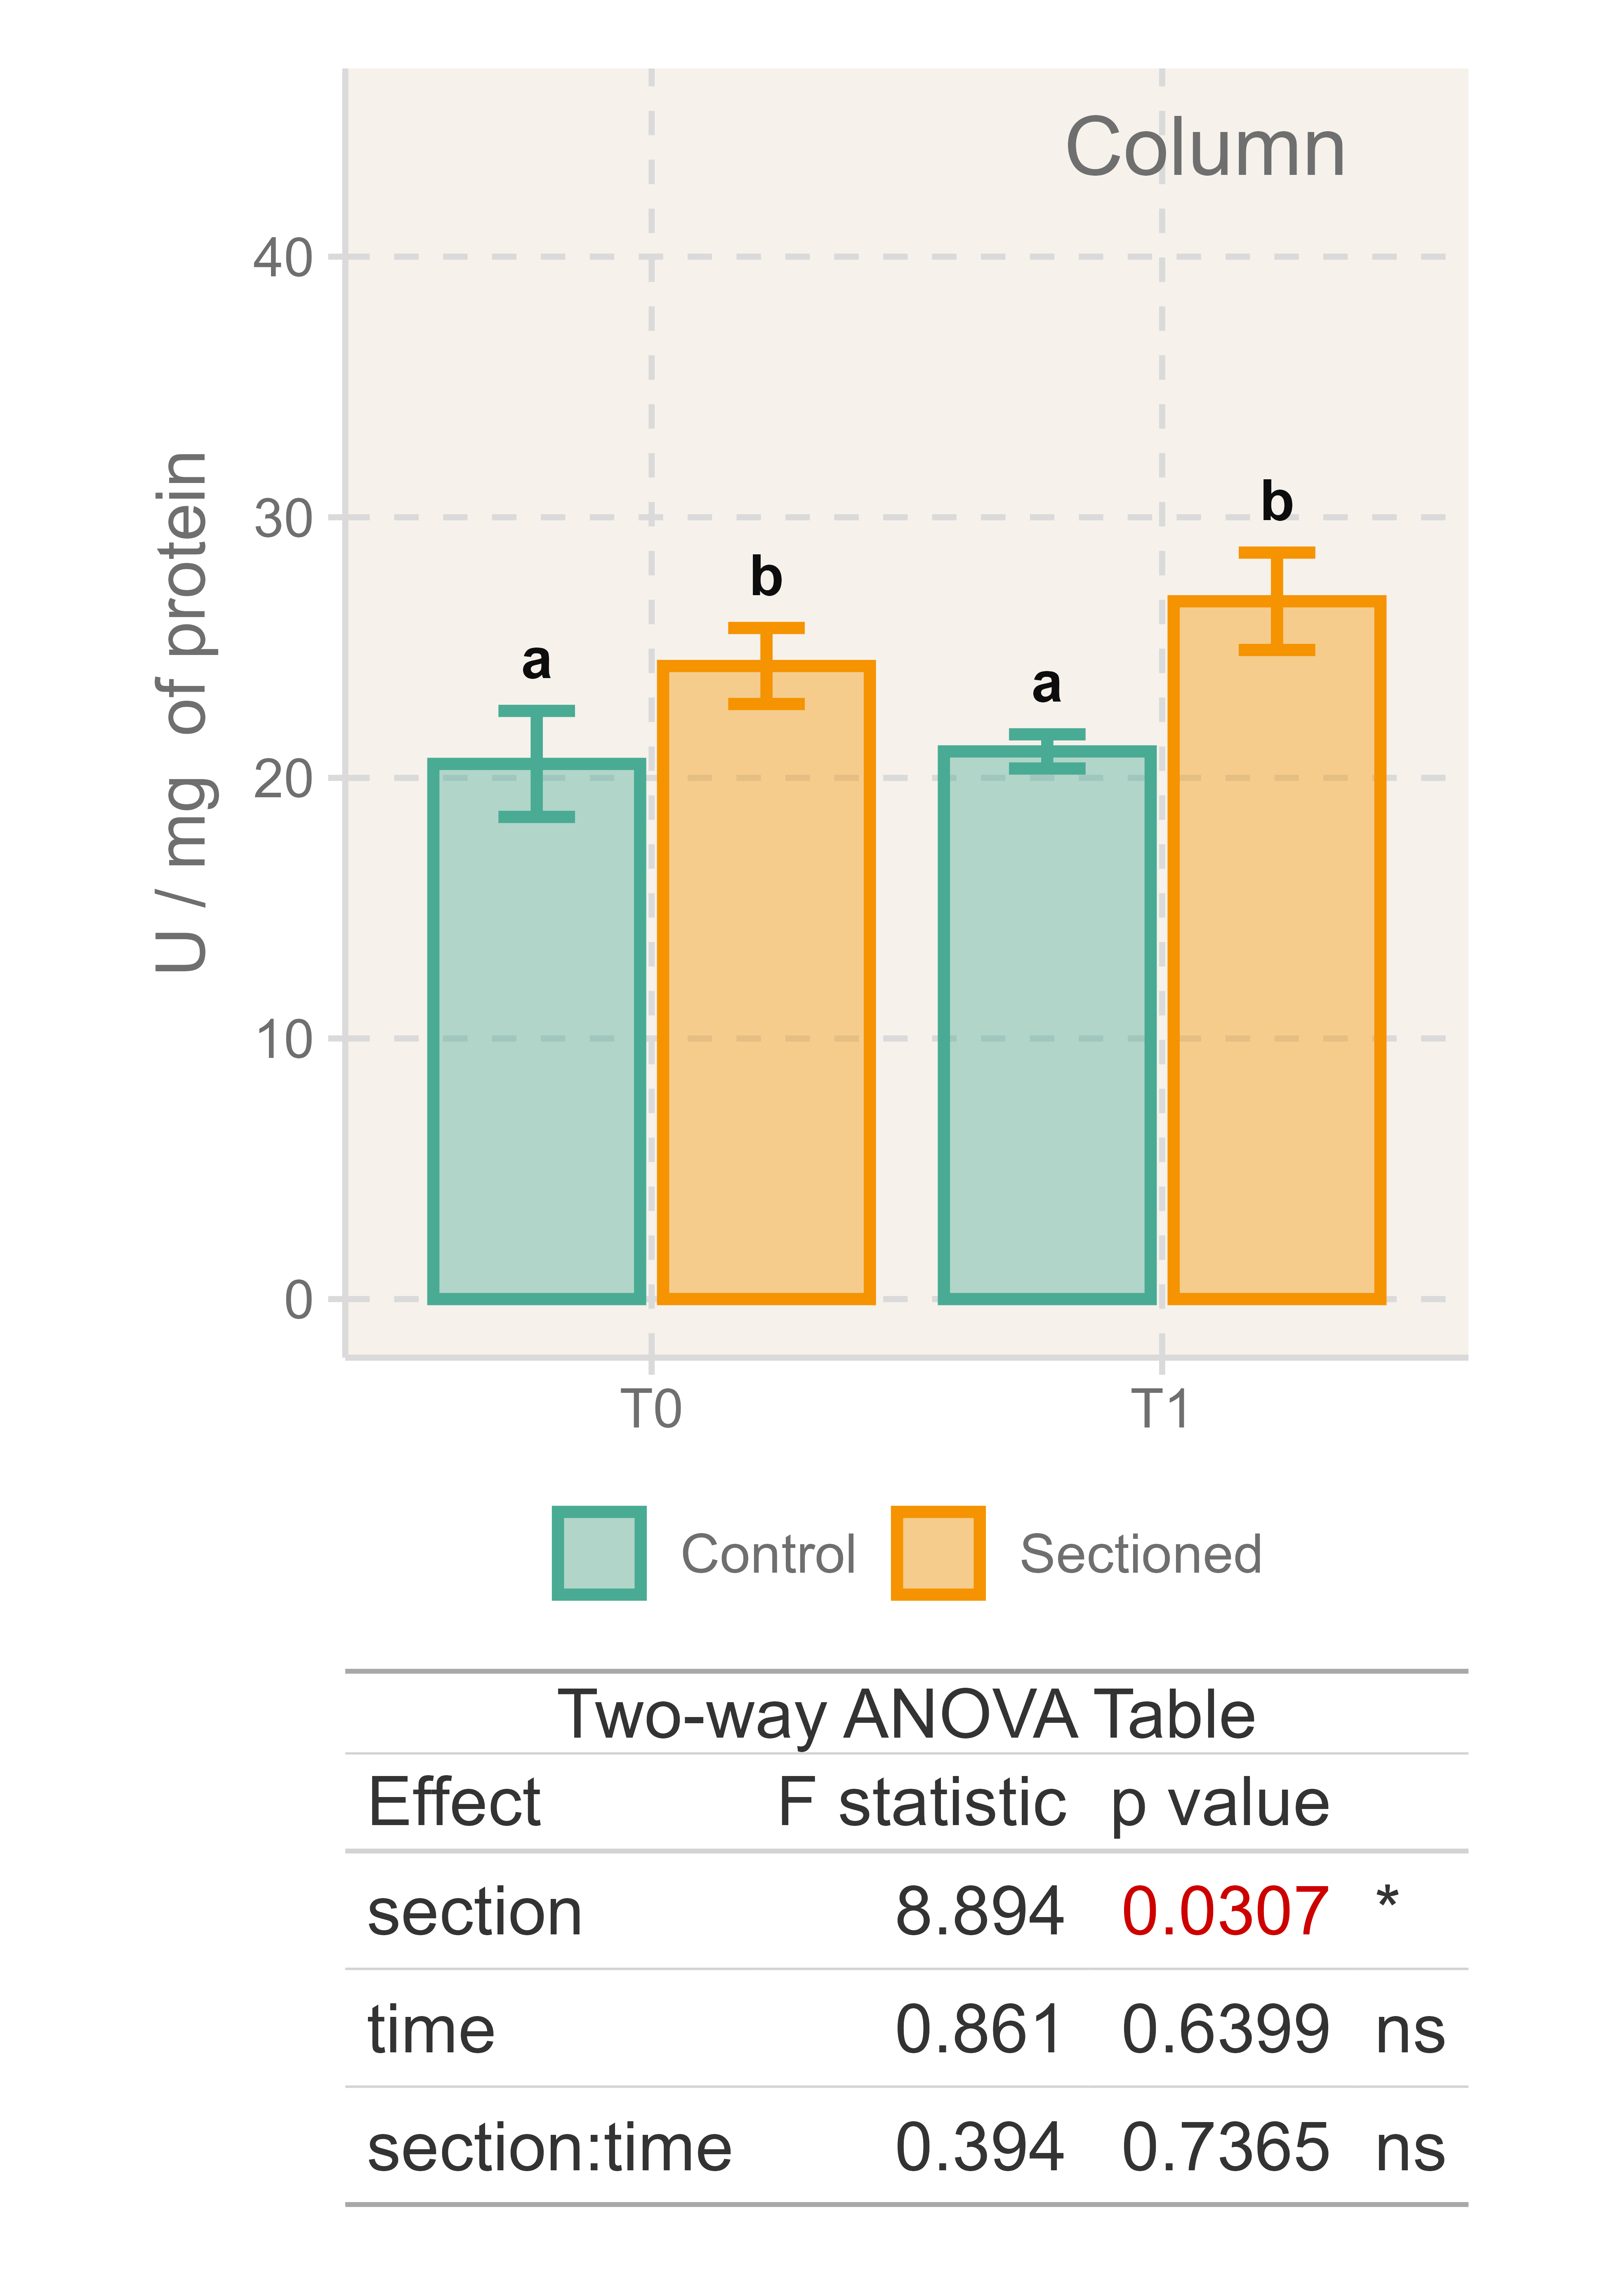 Column
U / mg of protein
40
30
20
10
0
a
b
a
b
T0
T1
Control
Sectioned
Two-way ANOVA Table
Effect F statistic p value
section 8.894 0.0307 *
time 0.861 0.6399 ns
section:time 0.394 0.7365 ns